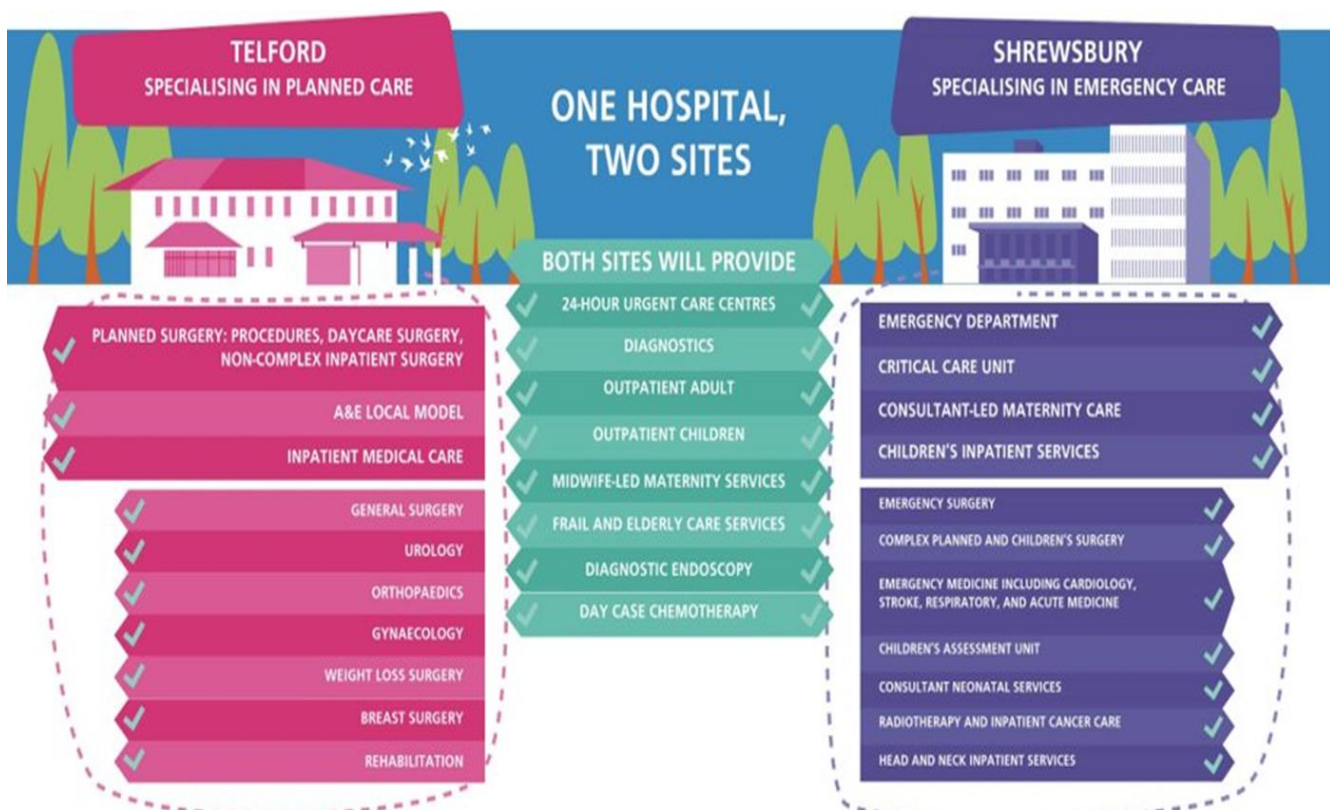 TELFORD
SPECIALISING IN PLANNED CARE
ONE HOSPITAL,
TWO SITES
SHREWSBURY
SPECIALISING IN EMERGENCY CARE
PLANNED SURGERY: PROCEDURES, DAYCARE SURGERY,
NON-COMPLEX INPATIENT SURGERY
A&E LOCAL MODEL
INPATIENT MEDICAL CARE
GENERAL SURGERY
UROLOGY
ORTHOPAEDICS
GYNAECOLOGY
WEIGHT LOSS SURGERY
BREAST SURGERY
REHABILITATION
BOTH SITES WILL PROVIDE
24-HOUR URGENT CARE CENTRES
DIAGNOSTICS
OUTPATIENT ADULT
OUTPATIENT CHILDREN
MIDWIFE-LED MATERNITY SERVICES
FRAIL AND ELDERLY CARE SERVICES
DIAGNOSTIC ENDOSCOPY
DAY CASE CHEMOTHERAPY
EMERGENCY DEPARTMENT
CRITICAL CARE UNIT
CONSULTANT-LED MATERNITY CARE
CHILDREN'S INPATIENT SERVICES
EMERGENCY SURGERY
COMPLEX PLANNED AND CHILDREN'S SURGERY
EMERGENCY MEDICINE INCLUDING CARDIOLOGY,
STROKE, RESPIRATORY, AND ACUTE MEDICINE
CHILDREN'S ASSESSMENT UNIT
CONSULTANT NEONATAL SERVICES
RADIOTHERAPY AND INPATIENT CANCER CARE
HEAD AND NECK INPATIENT SERVICES